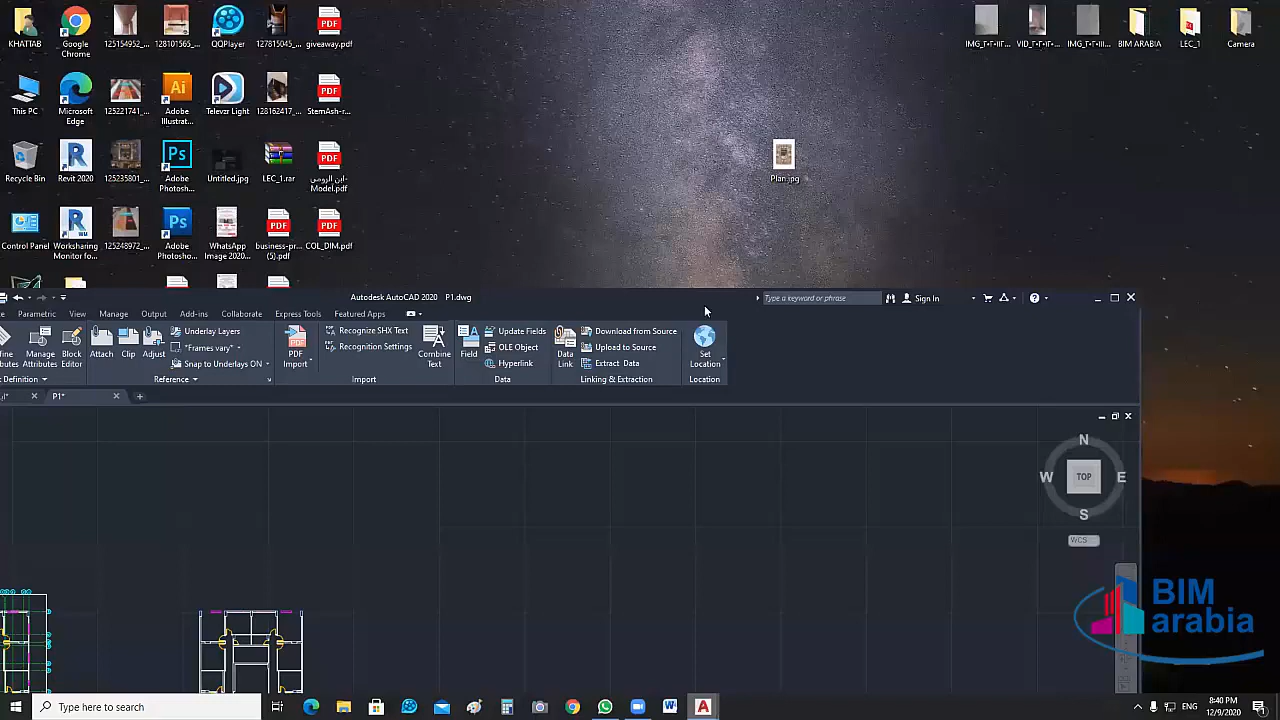 KHATTAB
Google Chrome
125154952_...
128101565_...
QQPlayer
127815045_...
giveaway.pdf
BIM ARABIA
LEC_1
Camera
This PC
Microsoft Edge
125221741_...
Adobe Illustrat...
Televzr Light
128162417_...
StemAsh-r...
Recycle Bin
Revit 2020
125235801_...
Adobe Photosh...
Untitled.jpg
LEC_1.rar
Model.pdf
Plan.jpg
Control Panel
Worksharing Monitor fo...
125248972_...
Adobe Photosho...
WhatsApp Image 2020...
business-pr... (5).pdf
COL_DIM.pdf
Autodesk AutoCAD 2020 P1.dwg
Type a keyword or phrase
Sign In
Parametric View Manage Output Add-ins Collaborate Express Tools Featured Apps
Manage Attributes
Block Editor
Attach
Clip
Adjust
Underlay Layers
*Frames vary*
Snap to Underlays ON
PDF Import
Recognize SHX Text
Recognition Settings
Combine Text
Field
Update Fields
OLE Object
Hyperlink
Data Link
Download from Source
Upload to Source
Extract Data
Set Location
Definition
Reference
Import
Data
Linking & Extraction
Location
P1*
N
W
TOP
E
S
WCS
BIM
arabia
Type here to search
8:40 PM
12/9/2020